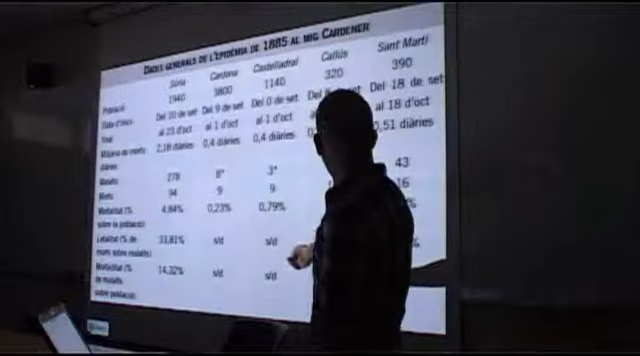 DADES GENERALS DE L'EPIDÈMIA DE 1885 AL MIG CARDENER
Súria Cardona Castelladral Callús Sant Martí
Població 1940 3800 1140 320 390
Data d'inici Del 10 de set Del 9 de set Del 0 de set Del de set Del 18 de set
Final al 23 d'oct al 1 d'oct al 1 d'oct al 18 d'oct
Mitjana de morts 2,18 diàries 0,4 diàries 0,4 diàries 0,51 diàries
diàries
Malalts 278 8* 3* 43
Morts 94 9 9 16
Mortalitat (% 4,84% 0,23% 0,79%
sobre la població)
Letalitat (% de 33,81% s/d s/d
morts sobre malalts)
Morbiditat (% 14,32% s/d s/d
de malalts
sobre població)